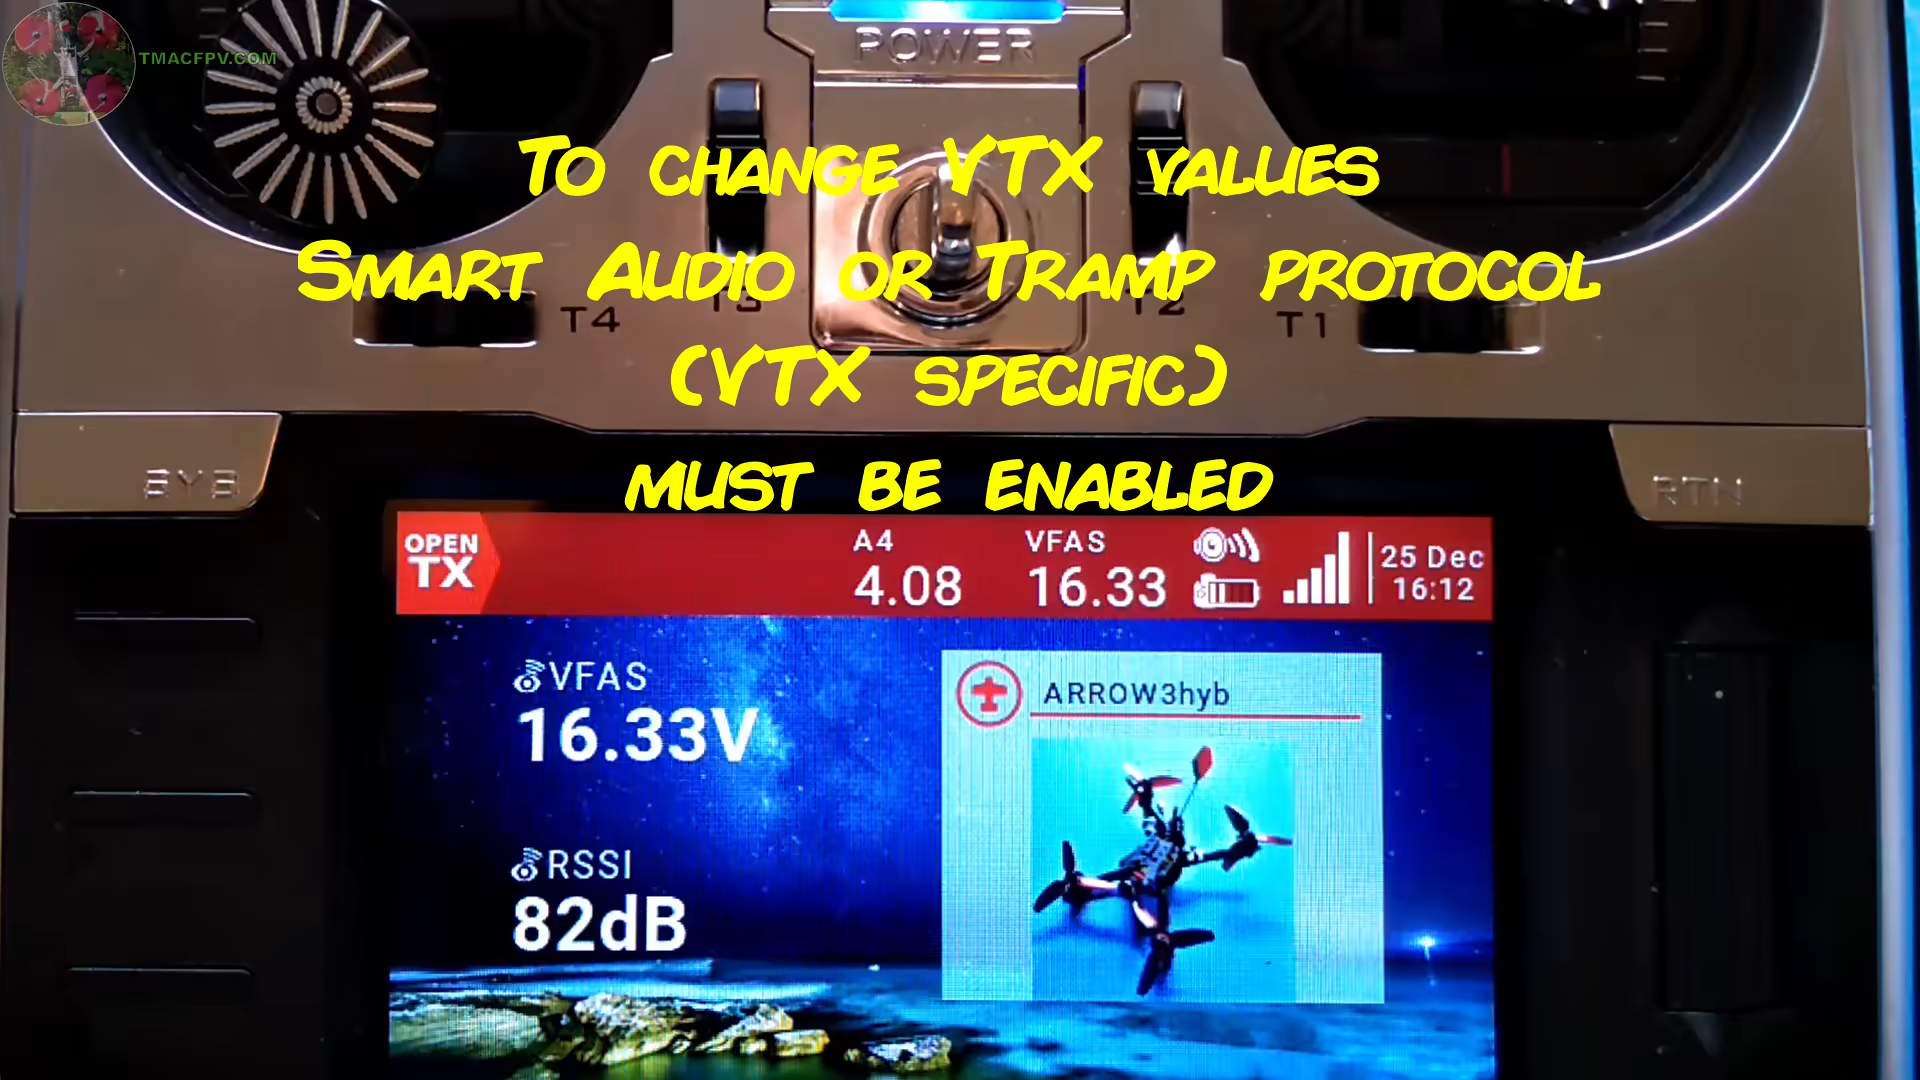 TMACFPV.COM
POWER
To change VTX values
Smart Audio or Tramp protocol
(VTX specific)
must be enabled
T4
T3
T2
T1
SYS
RTN
OPEN
TX
A4
4.08
VFAS
16.33
25 Dec
16:12
VFAS
16.33V
RSSI
82dB
ARROW3hyb